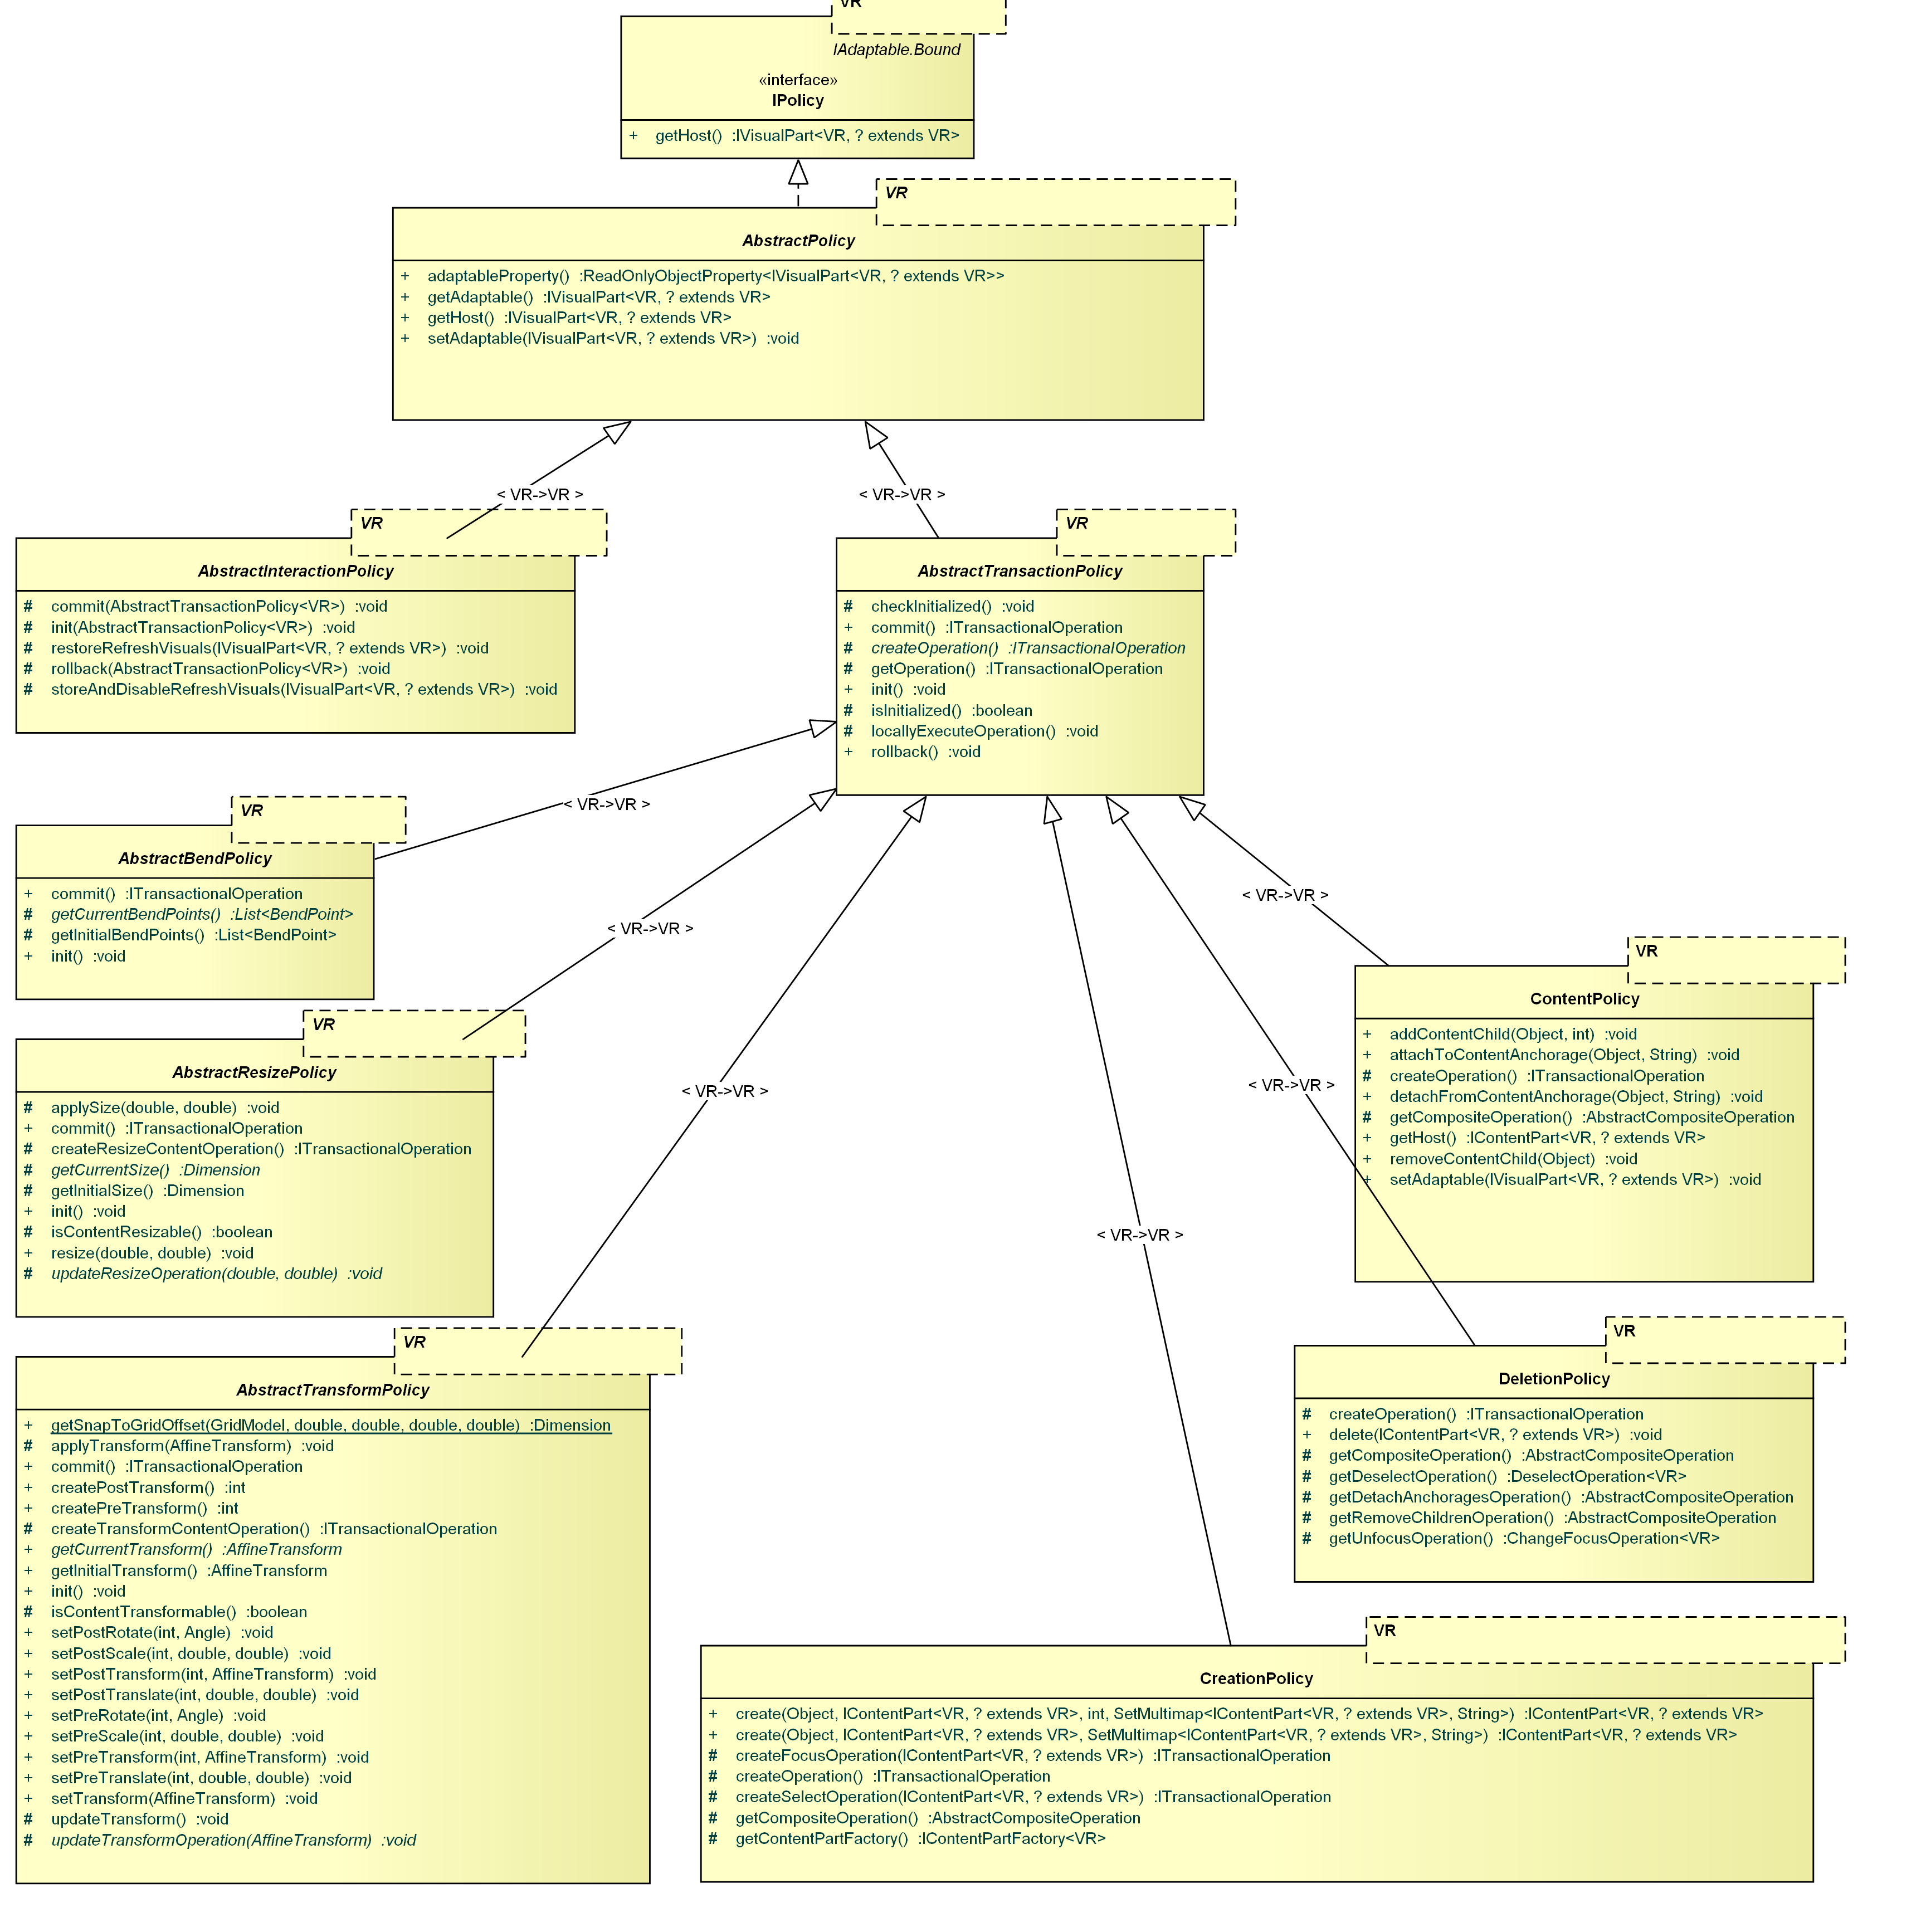 VR
IAdaptable.Bound
«interface»
IPolicy
+ getHost() :IVisualPart<VR, ? extends VR>
VR
AbstractPolicy
+ adaptableProperty() :ReadOnlyObjectProperty<IVisualPart<VR, ? extends VR>>
+ getAdaptable() :IVisualPart<VR, ? extends VR>
+ getHost() :IVisualPart<VR, ? extends VR>
+ setAdaptable(IVisualPart<VR, ? extends VR>) :void
< VR->VR >
< VR->VR >
VR
AbstractInteractionPolicy
# commit(AbstractTransactionPolicy<VR>) :void
# init(AbstractTransactionPolicy<VR>) :void
# restoreRefreshVisuals(IVisualPart<VR, ? extends VR>) :void
# rollback(AbstractTransactionPolicy<VR>) :void
# storeAndDisableRefreshVisuals(IVisualPart<VR, ? extends VR>) :void
VR
AbstractTransactionPolicy
# checkInitialized() :void
+ commit() :ITransactionalOperation
# createOperation() :ITransactionalOperation
# getOperation() :ITransactionalOperation
+ init() :void
# isInitialized() :boolean
# locallyExecuteOperation() :void
+ rollback() :void
< VR->VR >
VR
AbstractBendPolicy
+ commit() :ITransactionalOperation
# getCurrentBendPoints() :List<BendPoint>
# getInitialBendPoints() :List<BendPoint>
+ init() :void
< VR->VR >
< VR->VR >
VR
ContentPolicy
+ addContentChild(Object, int) :void
+ attachToContentAnchorage(Object, String) :void
# createOperation() :ITransactionalOperation
+ detachFromContentAnchorage(Object, String) :void
# getCompositeOperation() :AbstractCompositeOperation
+ getHost() :IContentPart<VR, ? extends VR>
+ removeContentChild(Object) :void
+ setAdaptable(IVisualPart<VR, ? extends VR>) :void
VR
AbstractResizePolicy
# applySize(double, double) :void
+ commit() :ITransactionalOperation
# createResizeContentOperation() :ITransactionalOperation
# getCurrentSize() :Dimension
# getInitialSize() :Dimension
+ init() :void
# isContentResizable() :boolean
+ resize(double, double) :void
# updateResizeOperation(double, double) :void
< VR->VR >
< VR->VR >
< VR->VR >
VR
DeletionPolicy
# createOperation() :ITransactionalOperation
+ delete(IContentPart<VR, ? extends VR>) :void
# getCompositeOperation() :AbstractCompositeOperation
# getDeselectOperation() :DeselectOperation<VR>
# getDetachAnchoragesOperation() :AbstractCompositeOperation
# getRemoveChildrenOperation() :AbstractCompositeOperation
# getUnfocusOperation() :ChangeFocusOperation<VR>
VR
AbstractTransformPolicy
+ getSnapToGridOffset(GridModel, double, double, double, double) :Dimension
# applyTransform(AffineTransform) :void
+ commit() :ITransactionalOperation
+ createPostTransform() :int
+ createPreTransform() :int
# createTransformContentOperation() :ITransactionalOperation
+ getCurrentTransform() :AffineTransform
+ getInitialTransform() :AffineTransform
+ init() :void
# isContentTransformable() :boolean
+ setPostRotate(int, Angle) :void
+ setPostScale(int, double, double) :void
+ setPostTransform(int, AffineTransform) :void
+ setPostTranslate(int, double, double) :void
+ setPreRotate(int, Angle) :void
+ setPreScale(int, double, double) :void
+ setPreTransform(int, AffineTransform) :void
+ setPreTranslate(int, double, double) :void
+ setTransform(AffineTransform) :void
# updateTransform() :void
# updateTransformOperation(AffineTransform) :void
VR
CreationPolicy
+ create(Object, IContentPart<VR, ? extends VR>, int, SetMultimap<IContentPart<VR, ? extends VR>, String>) :IContentPart<VR, ? extends VR>
+ create(Object, IContentPart<VR, ? extends VR>, SetMultimap<IContentPart<VR, ? extends VR>, String>) :IContentPart<VR, ? extends VR>
# createFocusOperation(IContentPart<VR, ? extends VR>) :ITransactionalOperation
# createOperation() :ITransactionalOperation
# createSelectOperation(IContentPart<VR, ? extends VR>) :ITransactionalOperation
# getCompositeOperation() :AbstractCompositeOperation
# getContentPartFactory() :IContentPartFactory<VR>